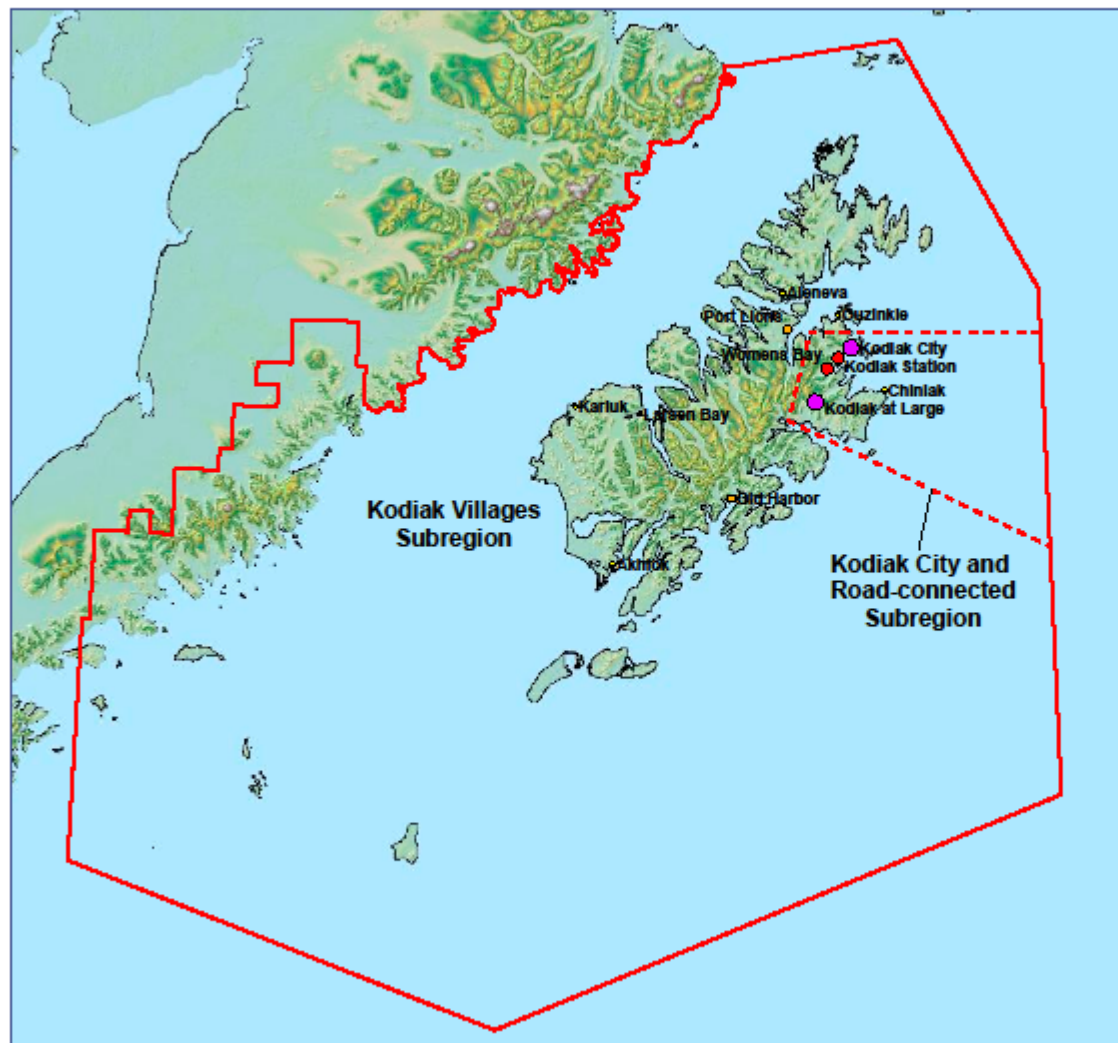 Aleneva
Port Lions
Ouzinkie
Kodiak City
Womens Bay
Kodiak Station
Chiniak
Karluk
Larsen Bay
Kodiak at Large
Old Harbor
Kodiak Villages
Subregion
Akhiok
Kodiak City and
Road-connected
Subregion